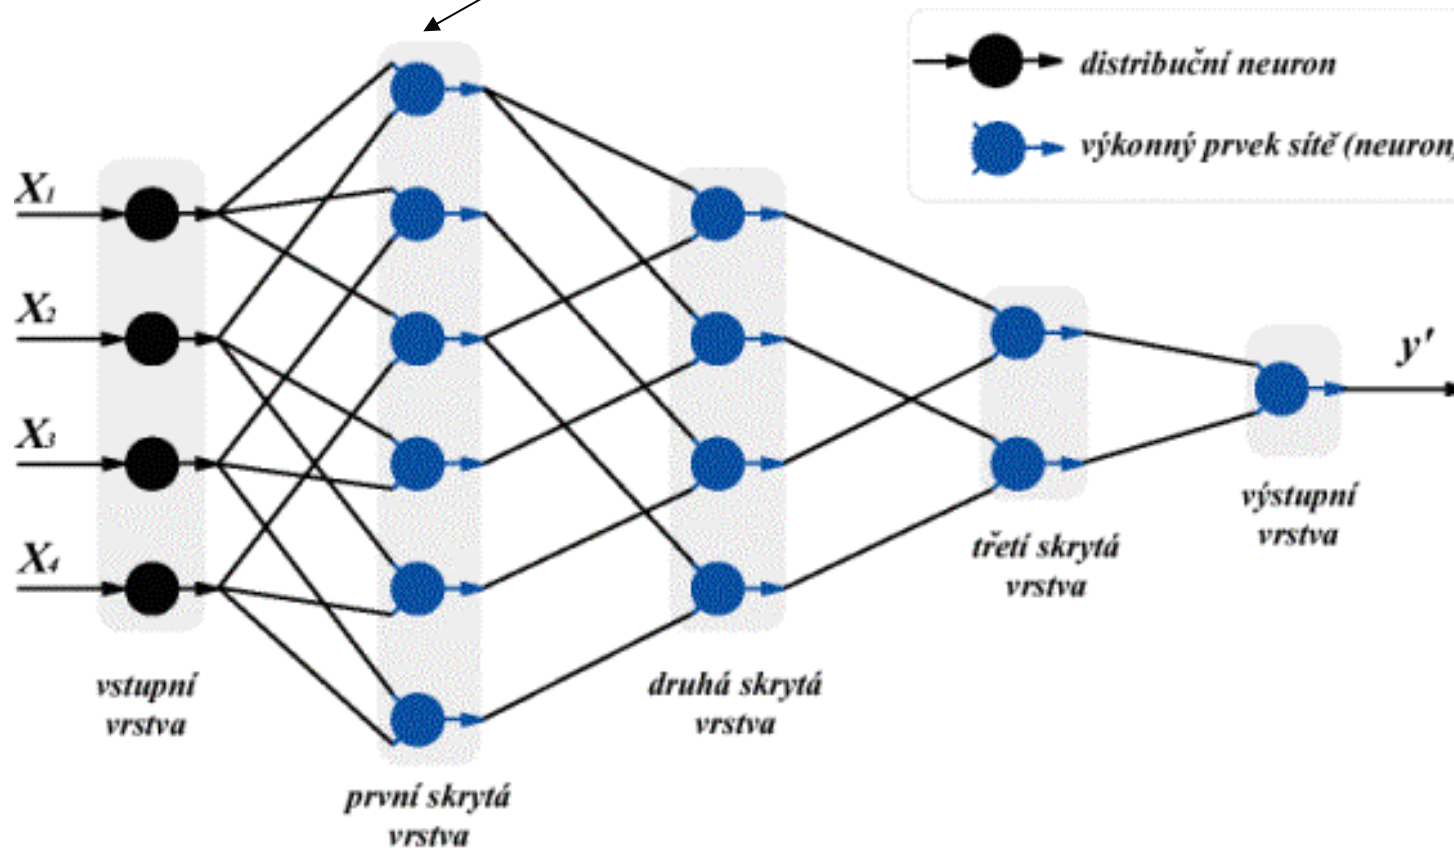 distribuční neuron
výkonný prvek sítě (neuron
X1
X2
X3
X4
y'
vstupní
vrstva
první skrytá
vrstva
druhá skrytá
vrstva
třetí skrytá
vrstva
výstupní
vrstva